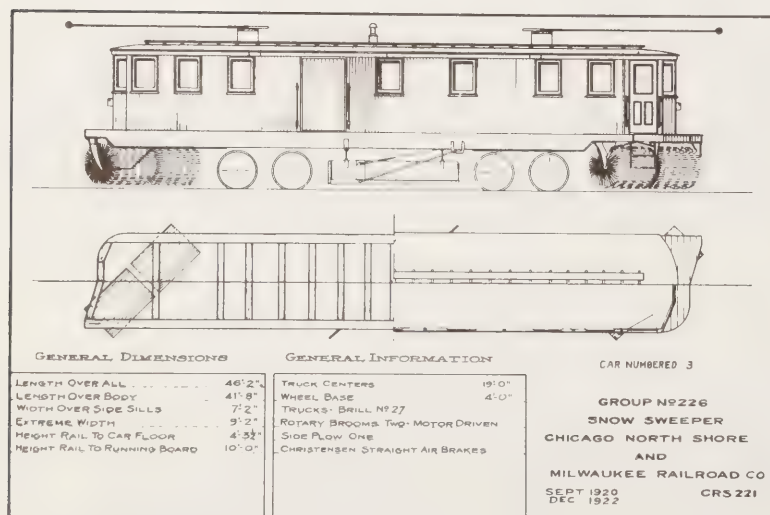 GENERAL DIMENSIONS
LENGTH OVER ALL 46'-2"
LENGTH OVER BODY 41'-8"
WIDTH OVER SIDE SILLS 7'-2"
EXTREME WIDTH 9'-2"
HEIGHT RAIL TO CAR FLOOR 4'-3½"
HEIGHT RAIL TO RUNNING BOARD 10'-0"
GENERAL INFORMATION
TRUCK CENTERS 19'-0"
WHEEL BASE 4'-0"
TRUCKS - BRILL Nº 27
ROTARY BROOMS TWO - MOTOR DRIVEN
SIDE PLOW ONE
CHRISTENSEN STRAIGHT AIR BRAKES
CAR NUMBERED 3
GROUP Nº 226
SNOW SWEEPER
CHICAGO NORTH SHORE
AND
MILWAUKEE RAILROAD CO
SEPT 1920
DEC 1922
CRS 221